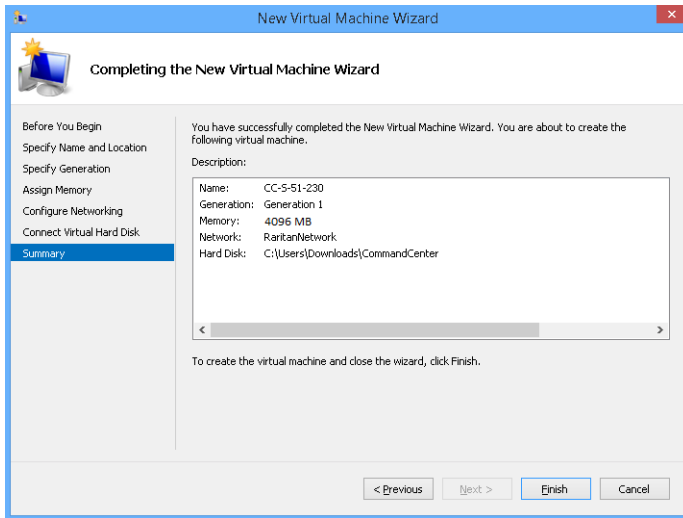 New Virtual Machine Wizard
Completing the New Virtual Machine Wizard
Before You Begin
Specify Name and Location
Specify Generation
Assign Memory
Configure Networking
Connect Virtual Hard Disk
Summary
You have successfully completed the New Virtual Machine Wizard. You are about to create the
following virtual machine.
Description:
Name: CC-S-51-230
Generation: Generation 1
Memory: 4096 MB
Network: RaritanNetwork
Hard Disk: C:\Users\Downloads\CommandCenter
To create the virtual machine and close the wizard, click Finish.
< Previous Next > Finish Cancel